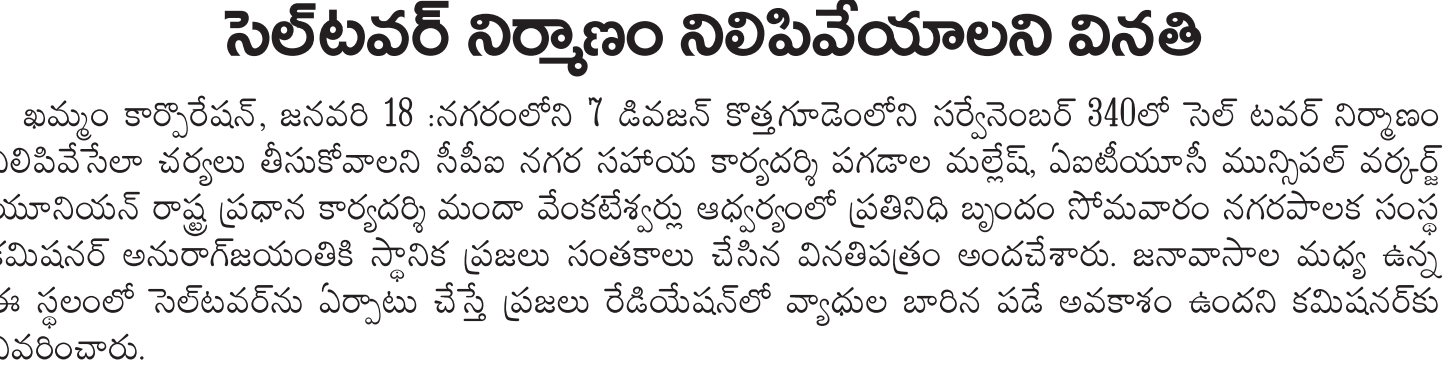 సెల్‌టవర్ నిర్మాణం నిలిపివేయాలని వినతి
ఖమ్మం కార్పొరేషన్, జనవరి 18 :నగరంలోని 7 డివజన్ కొత్తగూడెంలోని సర్వేనెంబర్ 340లో సెల్ టవర్ నిర్మాణం
నిలిపివేసేలా చర్యలు తీసుకోవాలని సీపీఐ నగర సహాయ కార్యదర్శి పగడాల మల్లేష్, ఏఐటీయూసీ మున్సిపల్ వర్కర్జ్
యూనియన్ రాష్ట్ర ప్రధాన కార్యదర్శి మందా వేంకటేశ్వర్లు ఆధ్వర్యంలో ప్రతినిధి బృందం సోమవారం నగరపాలక సంస్థ
కమిషనర్ అనురాగ్‌జయంతికి స్థానిక ప్రజలు సంతకాలు చేసిన వినతిపత్రం అందచేశారు. జనావాసాల మధ్య ఉన్న
ఈ స్థలంలో సెల్‌టవర్‌ను ఏర్పాటు చేస్తే ప్రజలు రేడియేషన్‌లో వ్యాధుల బారిన పడే అవకాశం ఉందని కమిషనర్‌కు
వివరించారు.